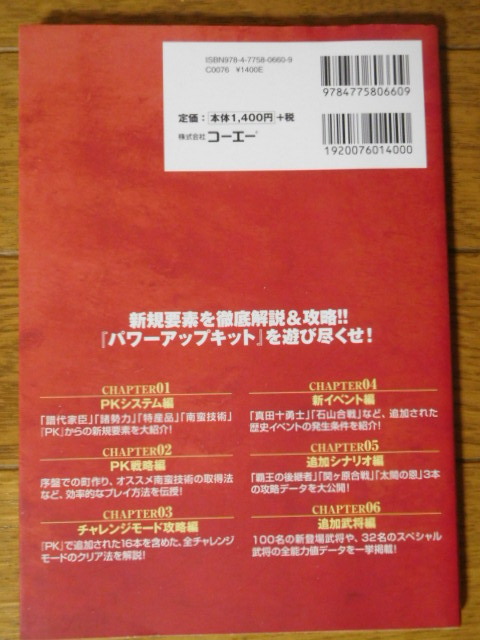 ISBN978-4-7758-0660-9
C0076 ¥1400E
9784775806609
定価:本体1,400円+税
株式会社コーエー
1920076014000
新規要素を徹底解説&攻略!!
『パワーアップキット』を遊び尽くせ!
CHAPTER01
PKシステム編
「譜代家臣」「諸勢力」「特産品」「南蛮技術」
『PK』からの新規要素を大紹介!
CHAPTER02
PK戦略編
序盤での町作り、オススメ南蛮技術の取得法
など、効率的なプレイ方法を伝授!
CHAPTER03
チャレンジモード攻略編
『PK』で追加された16本を含めた、全チャレンジ
モードのクリア法を解説!
CHAPTER04
新イベント編
「真田十勇士」「石山合戦」など、追加された
歴史イベントの発生条件を紹介!
CHAPTER05
追加シナリオ編
「覇王の後継者」「関ヶ原合戦」「太閤の恩」3本
の攻略データを大公開!
CHAPTER06
追加武将編
100名の新登場武将や、32名のスペシャル
武将の全能力値データを一挙掲載!